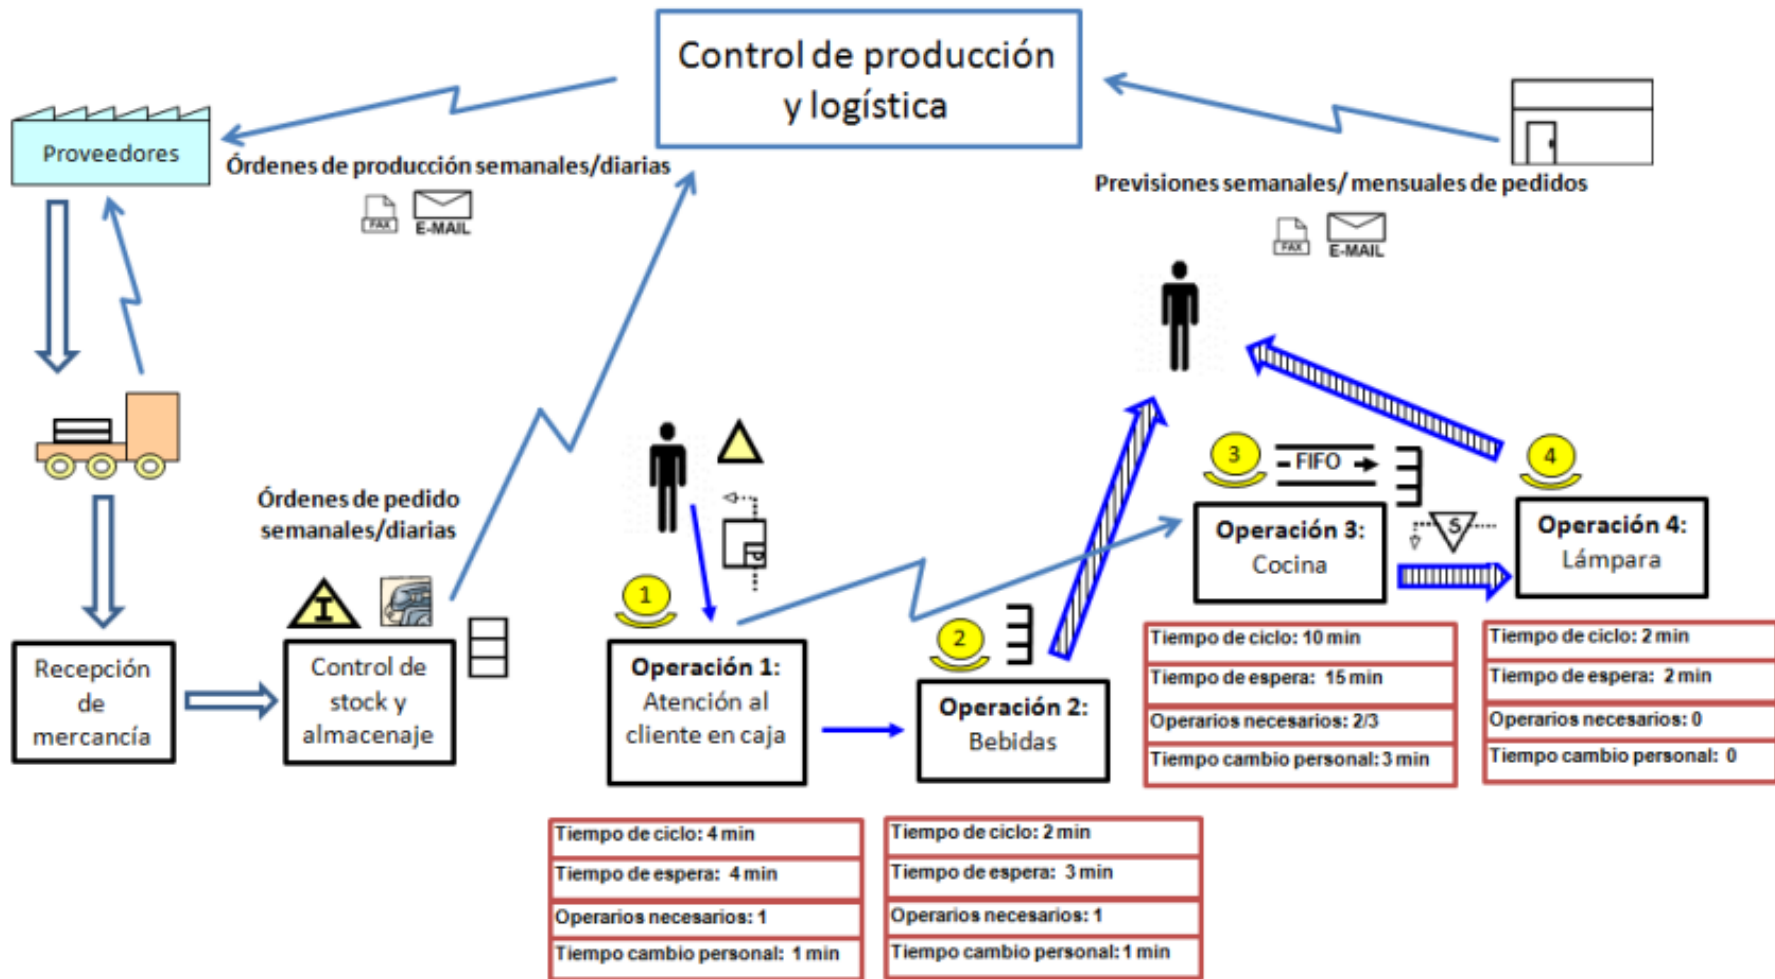 Control de producción
y logística
Proveedores
Órdenes de producción semanales/diarias
FAX
E-MAIL
Previsiones semanales/ mensuales de pedidos
FAX
E-MAIL
Órdenes de pedido
semanales/diarias
I
Recepción
de
mercancía
Control de
stock y
almacenaje
1
Operación 1:
Atención al
cliente en caja
2
Operación 2:
Bebidas
3
FIFO
Operación 3:
Cocina
S
4
Operación 4:
Lámpara
Tiempo de ciclo: 4 min
Tiempo de espera: 4 min
Operarios necesarios: 1
Tiempo cambio personal: 1 min
Tiempo de ciclo: 2 min
Tiempo de espera: 3 min
Operarios necesarios: 1
Tiempo cambio personal: 1 min
Tiempo de ciclo: 10 min
Tiempo de espera: 15 min
Operarios necesarios: 2/3
Tiempo cambio personal: 3 min
Tiempo de ciclo: 2 min
Tiempo de espera: 2 min
Operarios necesarios: 0
Tiempo cambio personal: 0